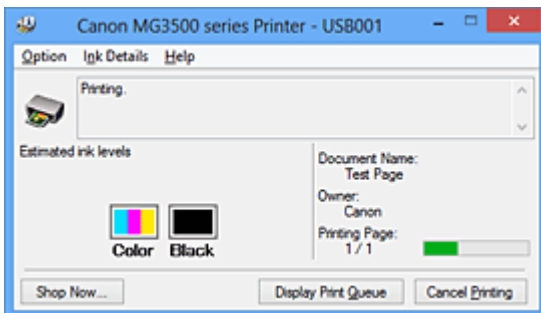 Canon MG3500 series Printer - USB001
Option Ink Details Help
Printing.
Estimated ink levels
Document Name:
Test Page
Owner:
Canon
Printing Page:
1 / 1
Color Black
Shop Now... Display Print Queue Cancel Printing